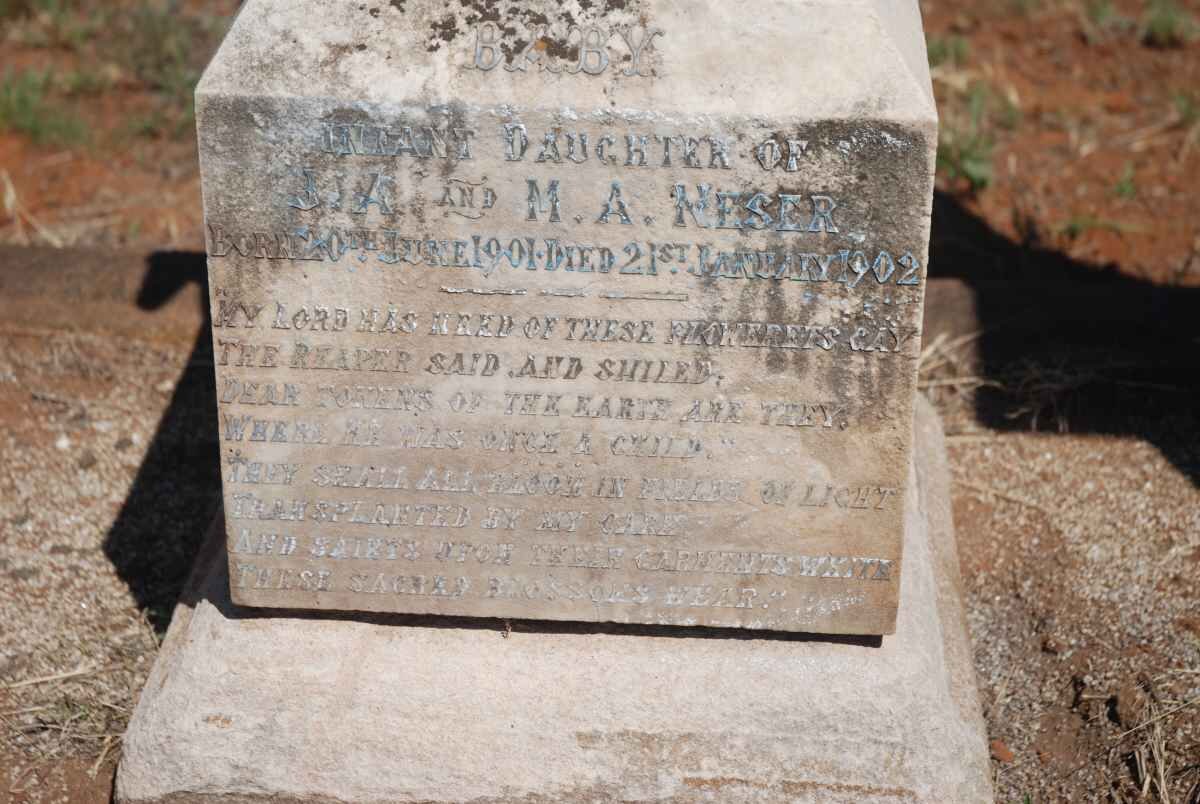 BABY
INFANT DAUGHTER OF
J. A. AND M. A. NESER
BORN 20TH JUNE 1901. DIED 21ST JANUARY 1902
MY LORD HAS NEED OF THESE FLOWERETS GAY
THE REAPER SAID, AND SMILED.
DEAR TOKENS OF THE EARTH ARE THEY,
WHERE HE WAS ONCE A CHILD."
"THEY SHALL ALL BLOOM IN FIELDS OF LIGHT
TRANSPLANTED BY MY CARE
AND SAINTS UPON THEIR GARMENTS WHITE
THESE SACRED BLOSSOMS WEAR."